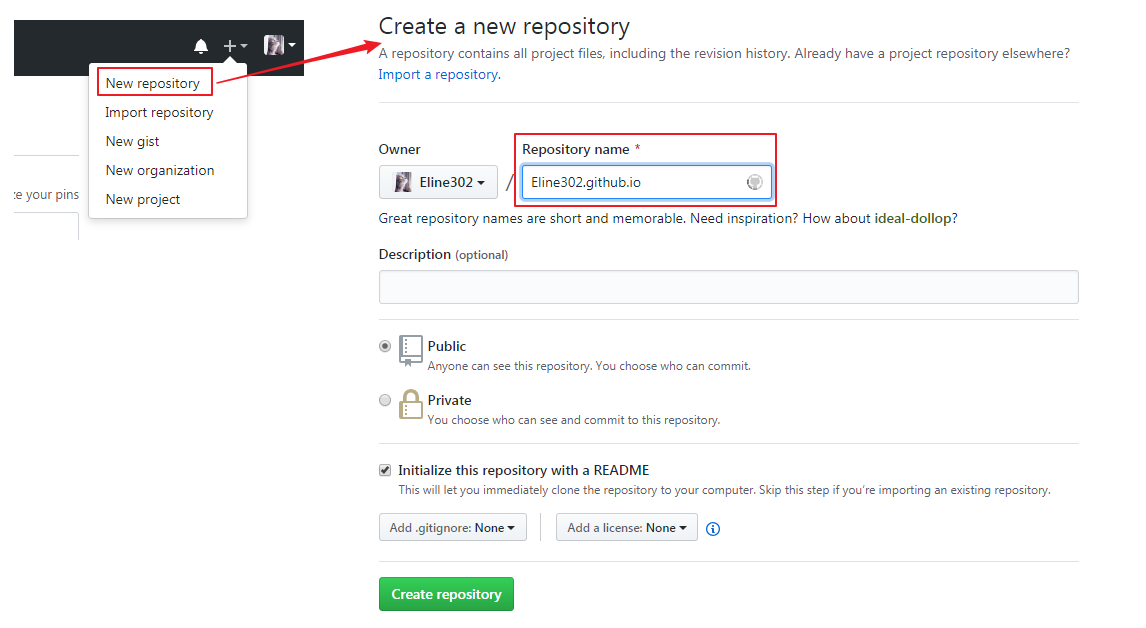 New repository
Import repository
New gist
New organization
New project
your pins
Create a new repository
A repository contains all project files, including the revision history. Already have a project repository elsewhere?
Import a repository.
Owner
Repository name *
Eline302 / Eline302.github.io
Great repository names are short and memorable. Need inspiration? How about ideal-dollop?
Description (optional)
Public
Anyone can see this repository. You choose who can commit.
Private
You choose who can see and commit to this repository.
Initialize this repository with a README
This will let you immediately clone the repository to your computer. Skip this step if you’re importing an existing repository.
Add .gitignore: None
Add a license: None
Create repository